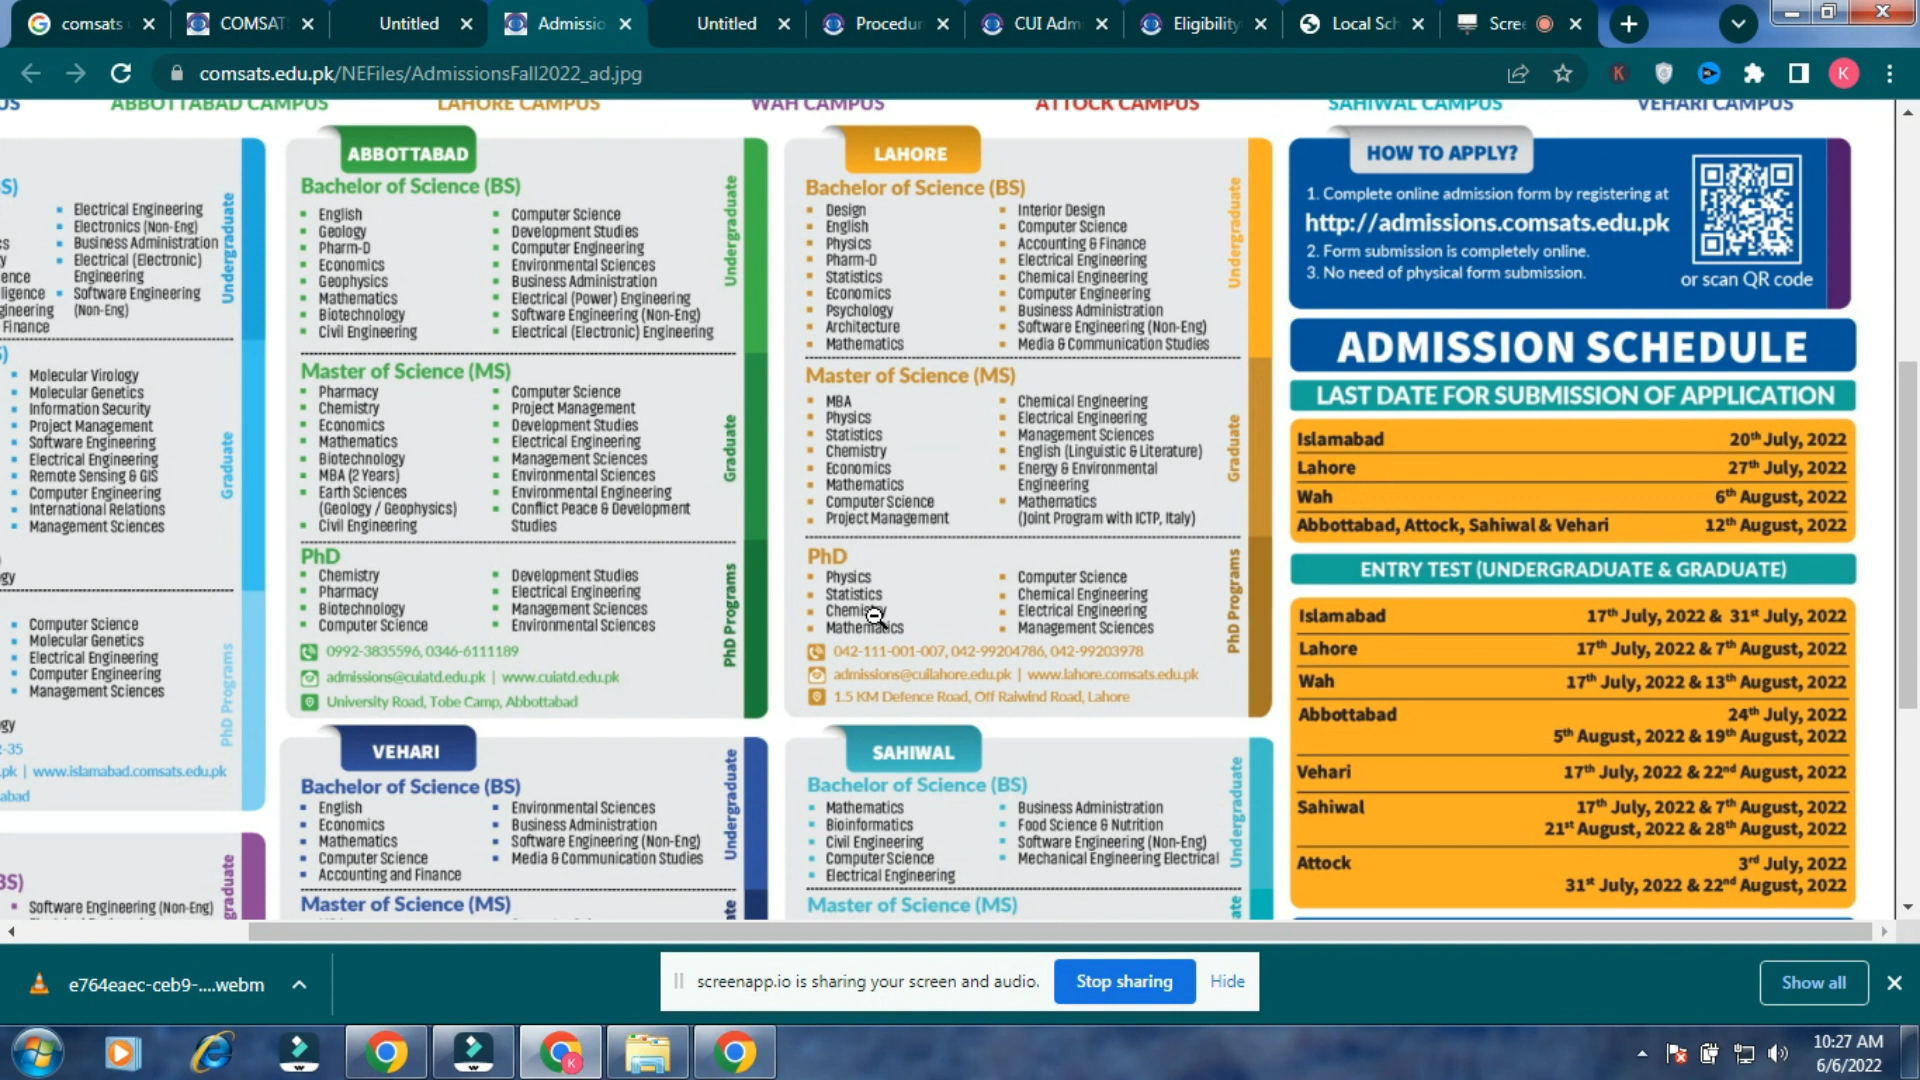 comsats
COMSAT
Untitled
Admissio
Untitled
Procedur
CUI Adm
Eligibility
Local Sch
Scre
comsats.edu.pk/NEFiles/AdmissionsFall2022_ad.jpg
K
US
ABBOTTABAD CAMPUS
LAHORE CAMPUS
WAH CAMPUS
ATTOCK CAMPUS
SAHIWAL CAMPUS
VEHARI CAMPUS
S)
Electrical Engineering
Electronics (Non-Eng)
cs
Business Administration
Electrical (Electronic)
ence
Engineering
lligence
Software Engineering
gineering
(Non-Eng)
Finance
Undergraduate
)
Molecular Virology
Molecular Genetics
Information Security
Project Management
Software Engineering
Electrical Engineering
Remote Sensing & GIS
Computer Engineering
International Relations
Management Sciences
Graduate
gy
Computer Science
Molecular Genetics
Electrical Engineering
Computer Engineering
Management Sciences
PhD Programs
gy
-35
.pk | www.islamabad.comsats.edu.pk
abad
BS)
Software Engineering (Non-Eng)
graduate
ABBOTTABAD
Bachelor of Science (BS)
English
Geology
Pharm-D
Economics
Geophysics
Mathematics
Biotechnology
Civil Engineering
Computer Science
Development Studies
Computer Engineering
Environmental Sciences
Business Administration
Electrical (Power) Engineering
Software Engineering (Non-Eng)
Electrical (Electronic) Engineering
Undergraduate
Master of Science (MS)
Pharmacy
Chemistry
Economics
Mathematics
Biotechnology
MBA (2 Years)
Earth Sciences
(Geology / Geophysics)
Civil Engineering
Computer Science
Project Management
Development Studies
Electrical Engineering
Management Sciences
Environmental Sciences
Environmental Engineering
Conflict Peace & Development
Studies
Graduate
PhD
Chemistry
Pharmacy
Biotechnology
Computer Science
Development Studies
Electrical Engineering
Management Sciences
Environmental Sciences
PhD Programs
0992-3835596, 0346-6111189
admissions@cuiatd.edu.pk | www.cuiatd.edu.pk
University Road, Tobe Camp, Abbottabad
LAHORE
Bachelor of Science (BS)
Design
English
Physics
Pharm-D
Statistics
Economics
Psychology
Architecture
Mathematics
Interior Design
Computer Science
Accounting & Finance
Electrical Engineering
Chemical Engineering
Computer Engineering
Business Administration
Software Engineering (Non-Eng)
Media & Communication Studies
Undergraduate
Master of Science (MS)
MBA
Physics
Statistics
Chemistry
Economics
Mathematics
Computer Science
Project Management
Chemical Engineering
Electrical Engineering
Management Sciences
English (Linguistic & Literature)
Energy & Environmental
Engineering
Mathematics
(Joint Program with ICTP, Italy)
Graduate
PhD
Physics
Statistics
Chemistry
Mathematics
Computer Science
Chemical Engineering
Electrical Engineering
Management Sciences
PhD Programs
042-111-001-007, 042-99204786, 042-99203978
admissions@cuilahore.edu.pk | www.lahore.comsats.edu.pk
1.5 KM Defence Road, Off Raiwind Road, Lahore
VEHARI
Bachelor of Science (BS)
English
Economics
Mathematics
Computer Science
Accounting and Finance
Environmental Sciences
Business Administration
Software Engineering (Non-Eng)
Media & Communication Studies
Undergraduate
Master of Science (MS)
te
SAHIWAL
Bachelor of Science (BS)
Mathematics
Bioinformatics
Civil Engineering
Computer Science
Electrical Engineering
Business Administration
Food Science & Nutrition
Software Engineering (Non-Eng)
Mechanical Engineering Electrical
Undergraduate
Master of Science (MS)
ate
HOW TO APPLY?
1. Complete online admission form by registering at
http://admissions.comsats.edu.pk
2. Form submission is completely online.
3. No need of physical form submission.
or scan QR code
ADMISSION SCHEDULE
LAST DATE FOR SUBMISSION OF APPLICATION
Islamabad 20th July, 2022
Lahore 27th July, 2022
Wah 6th August, 2022
Abbottabad, Attock, Sahiwal & Vehari 12th August, 2022
ENTRY TEST (UNDERGRADUATE & GRADUATE)
Islamabad 17th July, 2022 & 31st July, 2022
Lahore 17th July, 2022 & 7th August, 2022
Wah 17th July, 2022 & 13th August, 2022
Abbottabad 24th July, 2022
5th August, 2022 & 19th August, 2022
Vehari 17th July, 2022 & 22nd August, 2022
Sahiwal 17th July, 2022 & 7th August, 2022
21st August, 2022 & 28th August, 2022
Attock 3rd July, 2022
31st July, 2022 & 22nd August, 2022
e764eaec-ceb9-....webm
screenapp.io is sharing your screen and audio.
Stop sharing
Hide
Show all
10:27 AM
6/6/2022